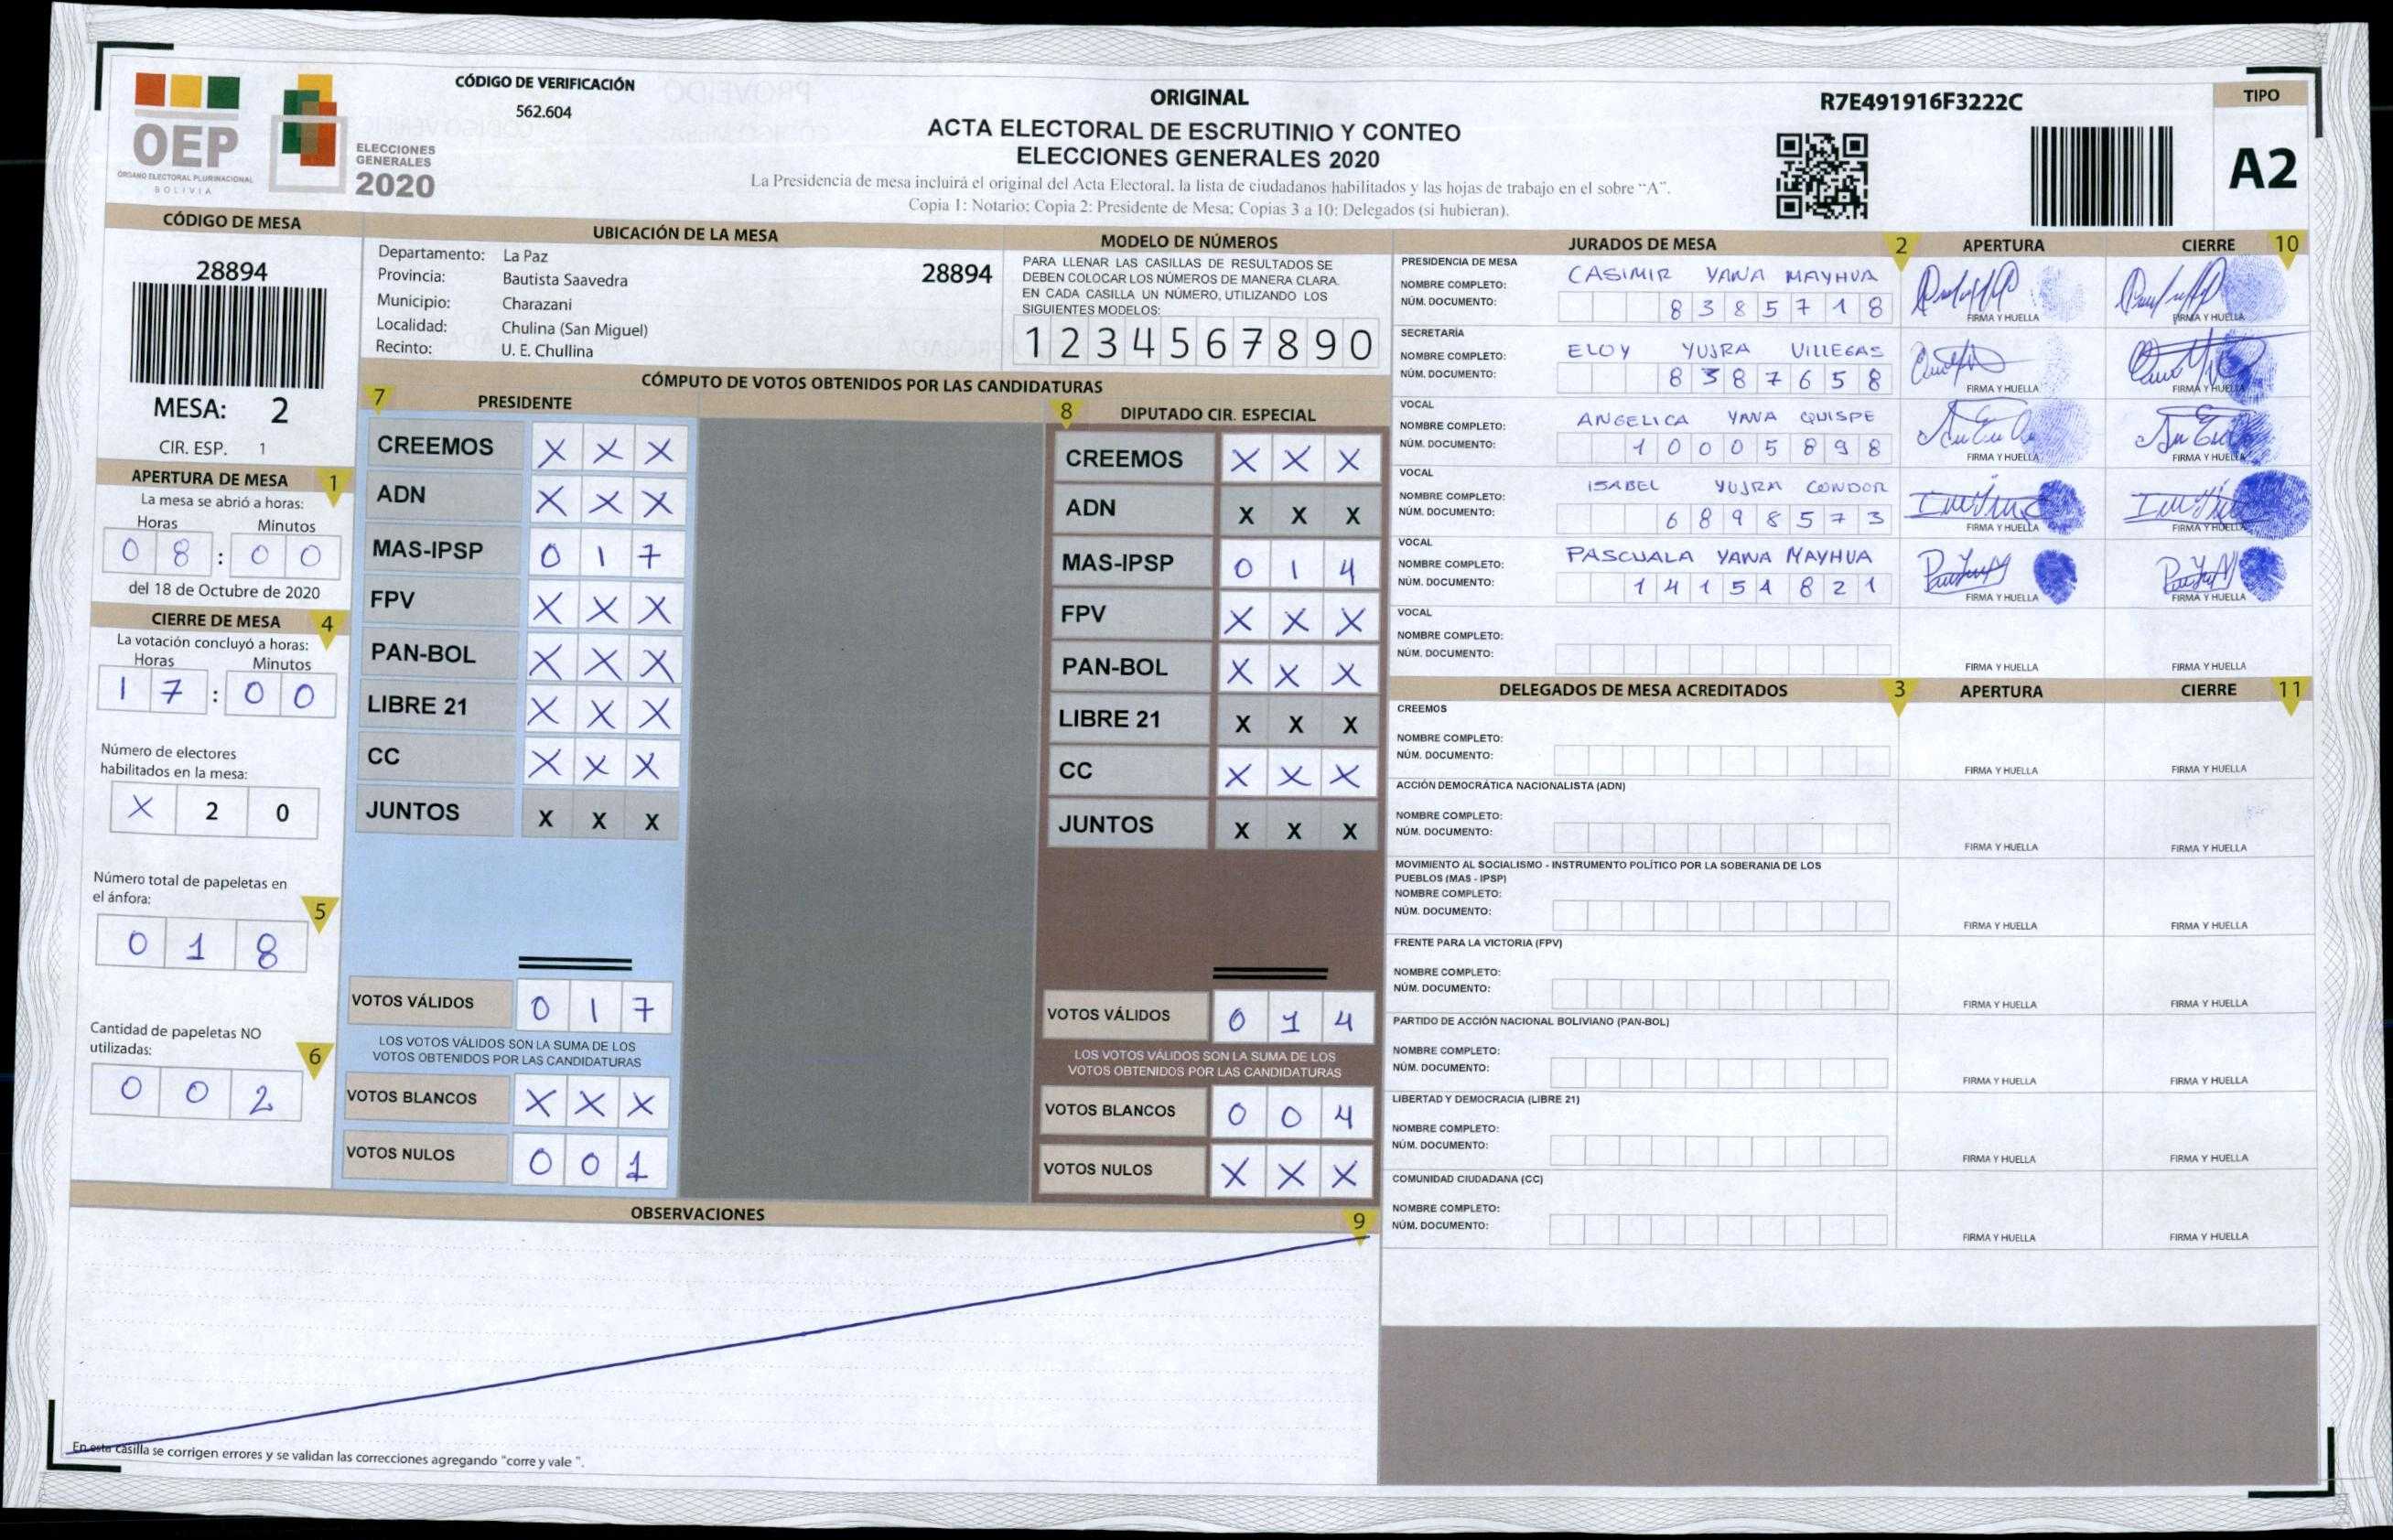 CÓDIGO DE VERIFICACIÓN
562.604
OEP
ÓRGANO ELECTORAL PLURINACIONAL
BOLIVIA
ELECCIONES
GENERALES
2020
ORIGINAL
ACTA ELECTORAL DE ESCRUTINIO Y CONTEO
ELECCIONES GENERALES 2020
La Presidencia de mesa incluirá el original del Acta Electoral, la lista de ciudadanos habilitados y las hojas de trabajo en el sobre “A”.
Copia 1: Notario; Copia 2: Presidente de Mesa; Copias 3 a 10: Delegados (si hubieran).
R7E491916F3222C
TIPO
A2
CÓDIGO DE MESA
28894
MESA: 2
CIR. ESP. 1
APERTURA DE MESA 1
La mesa se abrió a horas:
Horas Minutos
0 8 : 0 0
del 18 de Octubre de 2020
CIERRE DE MESA 4
La votación concluyó a horas:
Horas Minutos
1 7 : 0 0
Número de electores
habilitados en la mesa:
X 2 0
Número total de papeletas en
el ánfora: 5
0 1 8
Cantidad de papeletas NO
utilizadas: 6
0 0 2
UBICACIÓN DE LA MESA
Departamento: La Paz
Provincia: Bautista Saavedra
28894
Municipio: Charazani
Localidad: Chulina (San Miguel)
Recinto: U. E. Chullina
MODELO DE NÚMEROS
PARA LLENAR LAS CASILLAS DE RESULTADOS SE
DEBEN COLOCAR LOS NÚMEROS DE MANERA CLARA.
EN CADA CASILLA UN NÚMERO, UTILIZANDO LOS
SIGUIENTES MODELOS:
1 2 3 4 5 6 7 8 9 0
CÓMPUTO DE VOTOS OBTENIDOS POR LAS CANDIDATURAS
7 PRESIDENTE
CREEMOS X X X
ADN X X X
MAS-IPSP 0 1 7
FPV X X X
PAN-BOL X X X
LIBRE 21 X X X
CC X X X
JUNTOS X X X
VOTOS VÁLIDOS 0 1 7
LOS VOTOS VÁLIDOS SON LA SUMA DE LOS
VOTOS OBTENIDOS POR LAS CANDIDATURAS
VOTOS BLANCOS X X X
VOTOS NULOS 0 0 1
8 DIPUTADO CIR. ESPECIAL
CREEMOS X X X
ADN X X X
MAS-IPSP 0 1 4
FPV X X X
PAN-BOL X X X
LIBRE 21 X X X
CC X X X
JUNTOS X X X
VOTOS VÁLIDOS 0 1 4
LOS VOTOS VÁLIDOS SON LA SUMA DE LOS
VOTOS OBTENIDOS POR LAS CANDIDATURAS
VOTOS BLANCOS 0 0 4
VOTOS NULOS X X X
OBSERVACIONES 9
En esta casilla se corrigen errores y se validan las correcciones agregando "corre y vale ".
JURADOS DE MESA 2 APERTURA CIERRE 10
PRESIDENCIA DE MESA
NOMBRE COMPLETO: CASIMIR YANA MAYHUA
NÚM. DOCUMENTO: 8 3 8 5 7 1 8
FIRMA Y HUELLA FIRMA Y HUELLA
SECRETARÍA
NOMBRE COMPLETO: ELOY YUJRA VILLEGAS
NÚM. DOCUMENTO: 8 3 8 7 6 5 8
FIRMA Y HUELLA FIRMA Y HUELLA
VOCAL
NOMBRE COMPLETO: ANGELICA YANA QUISPE
NÚM. DOCUMENTO: 1 0 0 0 5 8 9 8
FIRMA Y HUELLA FIRMA Y HUELLA
VOCAL
NOMBRE COMPLETO: ISABEL YUJRA CONDOR
NÚM. DOCUMENTO: 6 8 9 8 5 7 3
FIRMA Y HUELLA FIRMA Y HUELLA
VOCAL
NOMBRE COMPLETO: PASCUALA YANA MAYHUA
NÚM. DOCUMENTO: 1 4 1 5 1 8 2 1
FIRMA Y HUELLA FIRMA Y HUELLA
VOCAL
NOMBRE COMPLETO:
NÚM. DOCUMENTO:
FIRMA Y HUELLA FIRMA Y HUELLA
DELEGADOS DE MESA ACREDITADOS 3 APERTURA CIERRE 11
CREEMOS
NOMBRE COMPLETO:
NÚM. DOCUMENTO:
FIRMA Y HUELLA FIRMA Y HUELLA
ACCIÓN DEMOCRÁTICA NACIONALISTA (ADN)
NOMBRE COMPLETO:
NÚM. DOCUMENTO:
FIRMA Y HUELLA FIRMA Y HUELLA
MOVIMIENTO AL SOCIALISMO - INSTRUMENTO POLÍTICO POR LA SOBERANIA DE LOS
PUEBLOS (MAS - IPSP)
NOMBRE COMPLETO:
NÚM. DOCUMENTO:
FIRMA Y HUELLA FIRMA Y HUELLA
FRENTE PARA LA VICTORIA (FPV)
NOMBRE COMPLETO:
NÚM. DOCUMENTO:
FIRMA Y HUELLA FIRMA Y HUELLA
PARTIDO DE ACCIÓN NACIONAL BOLIVIANO (PAN-BOL)
NOMBRE COMPLETO:
NÚM. DOCUMENTO:
FIRMA Y HUELLA FIRMA Y HUELLA
LIBERTAD Y DEMOCRACIA (LIBRE 21)
NOMBRE COMPLETO:
NÚM. DOCUMENTO:
FIRMA Y HUELLA FIRMA Y HUELLA
COMUNIDAD CIUDADANA (CC)
NOMBRE COMPLETO:
NÚM. DOCUMENTO:
FIRMA Y HUELLA FIRMA Y HUELLA